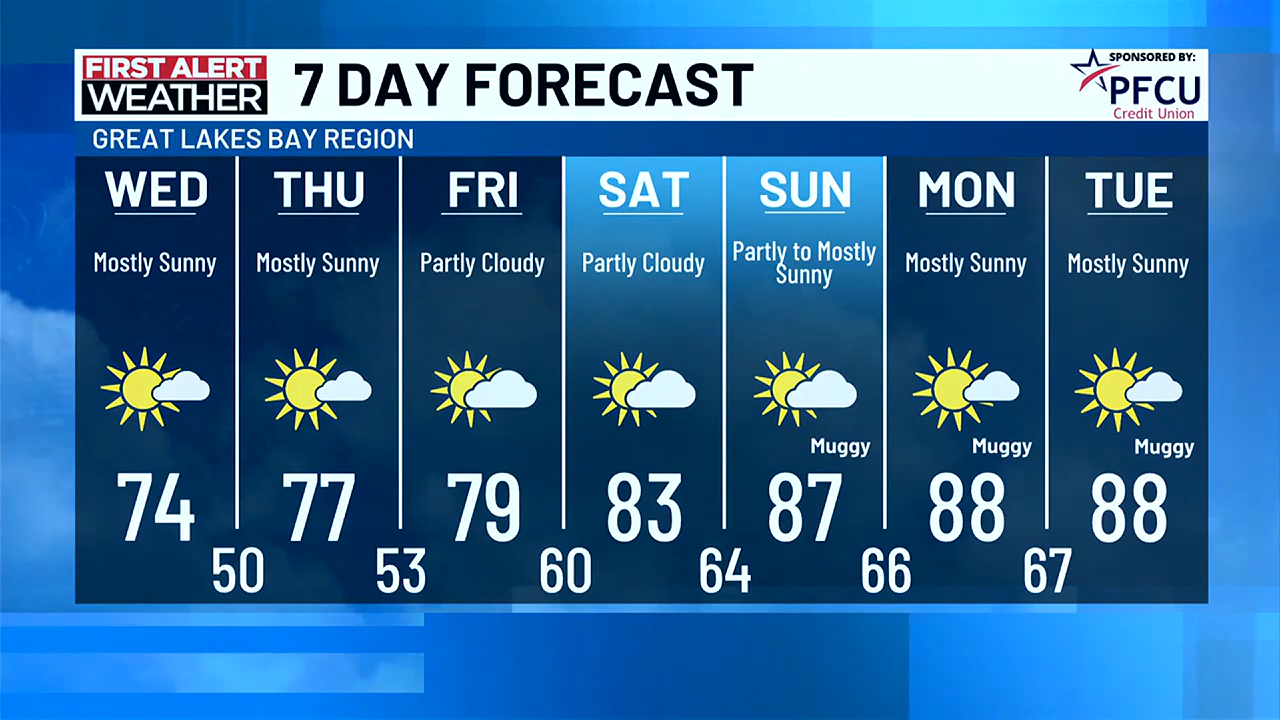 FIRST ALERT
WEATHER
7 DAY FORECAST
SPONSORED BY:
PFCU
Credit Union
GREAT LAKES BAY REGION
WED
THU
FRI
SAT
SUN
MON
TUE
Mostly Sunny
Mostly Sunny
Partly Cloudy
Partly Cloudy
Partly to Mostly
Sunny
Mostly Sunny
Mostly Sunny
Muggy
Muggy
Muggy
74
77
79
83
87
88
88
50
53
60
64
66
67